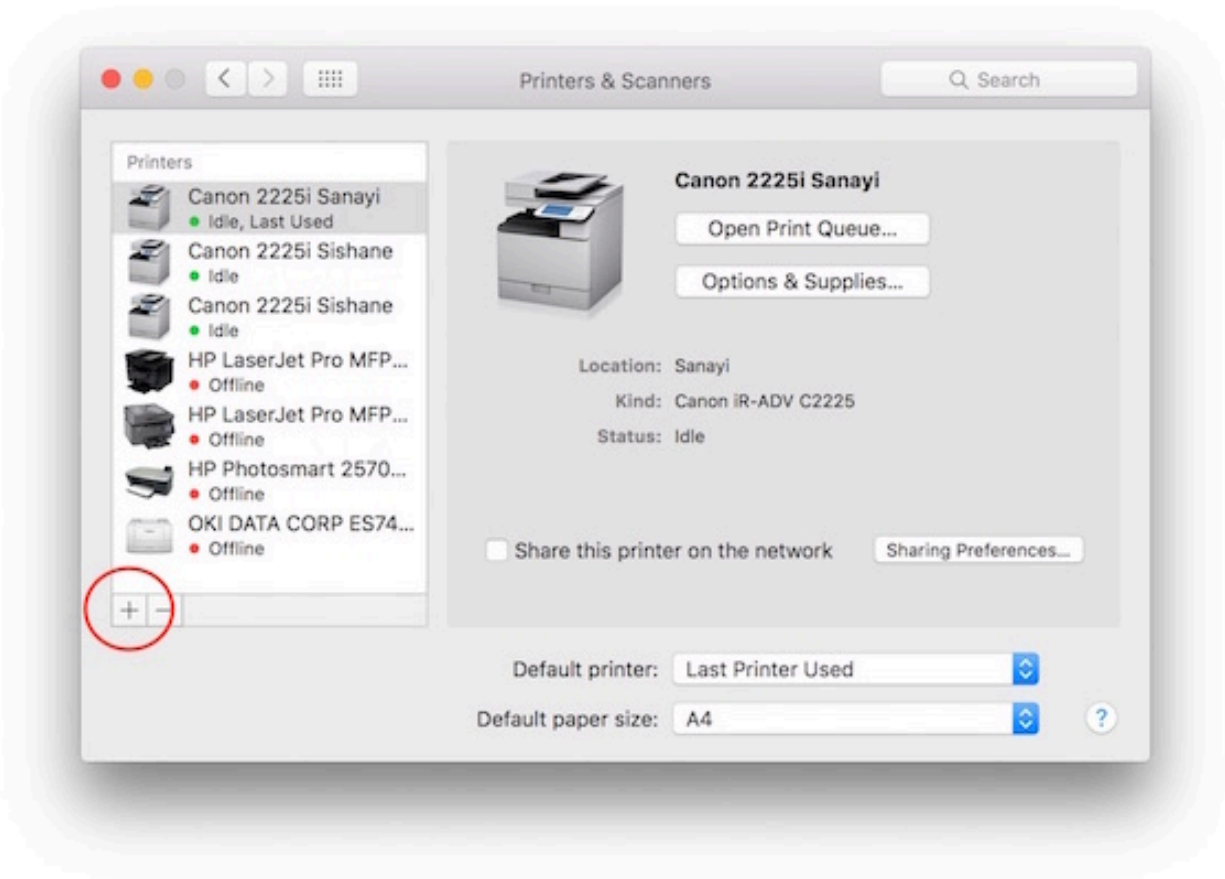 Printers & Scanners
Search
Printers
Canon 2225i Sanayi
Idle, Last Used
Canon 2225i Sishane
Idle
Canon 2225i Sishane
Idle
HP LaserJet Pro MFP...
Offline
HP LaserJet Pro MFP...
Offline
HP Photosmart 2570...
Offline
OKI DATA CORP ES74...
Offline
+ −
Canon 2225i Sanayi
Open Print Queue...
Options & Supplies...
Location: Sanayi
Kind: Canon iR-ADV C2225
Status: Idle
Share this printer on the network Sharing Preferences...
Default printer: Last Printer Used
Default paper size: A4
?